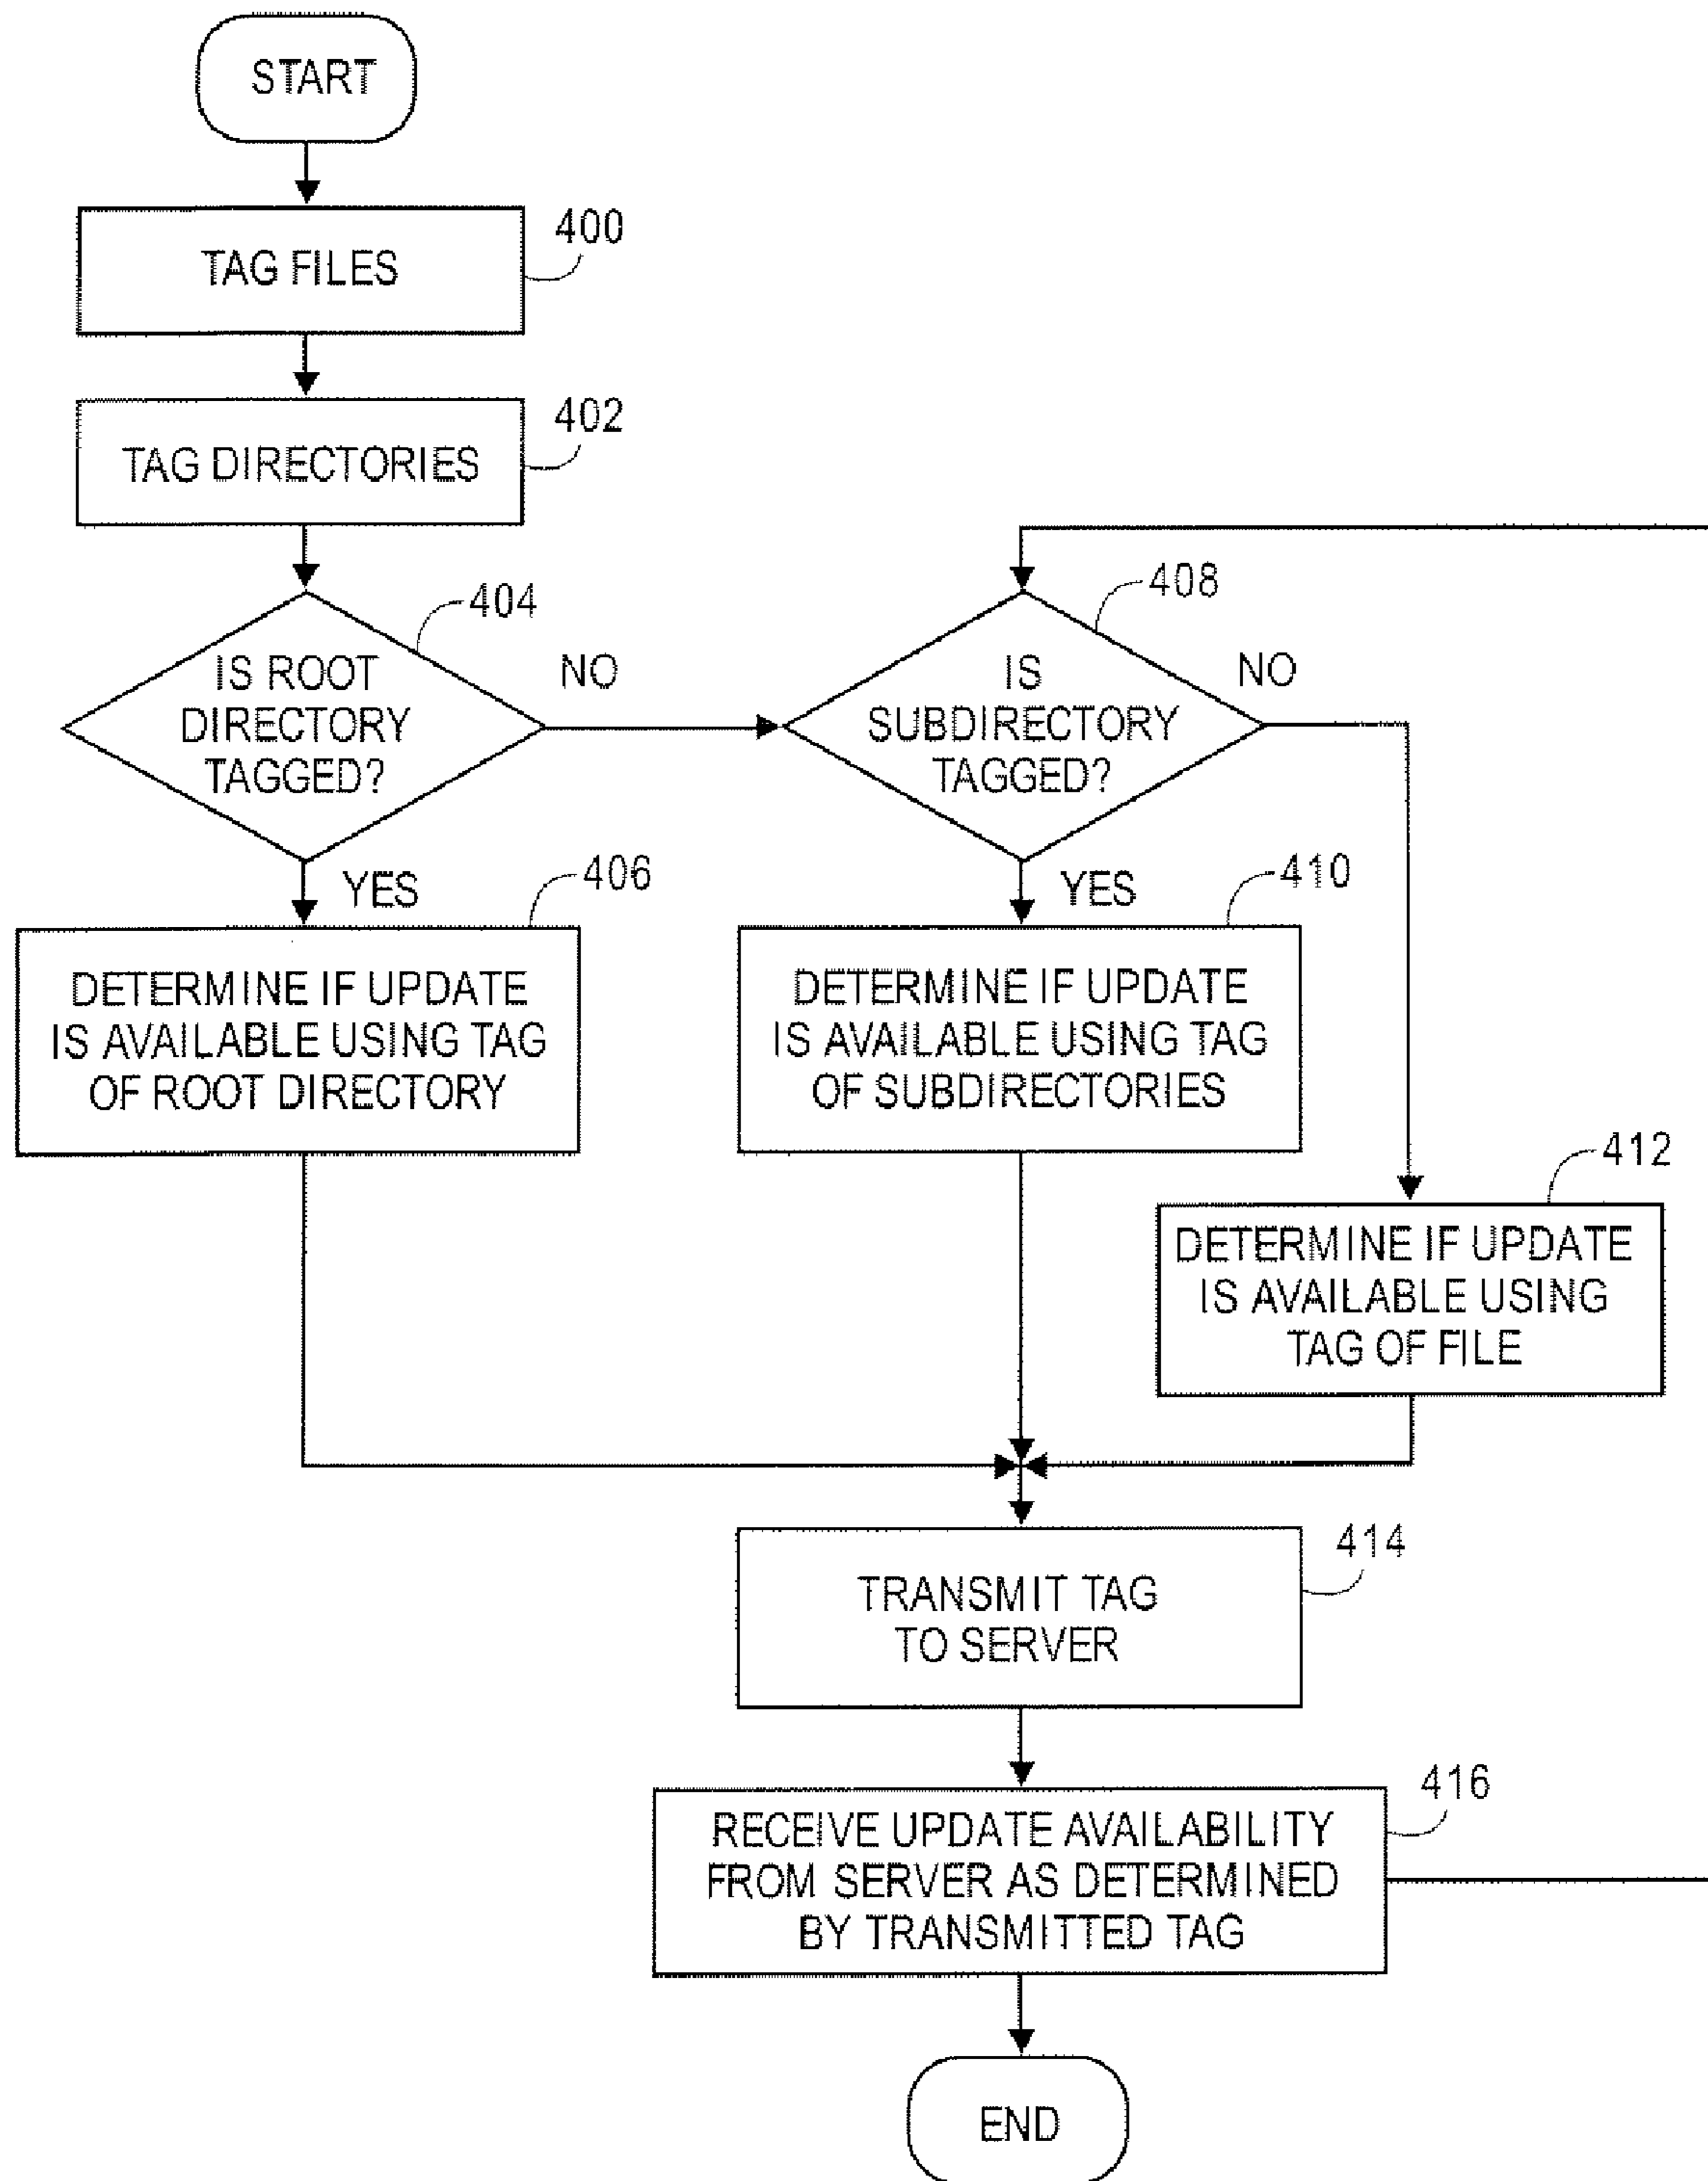 START
TAG FILES
400
TAG DIRECTORIES
402
IS ROOT
DIRECTORY
TAGGED?
404
NO
YES
IS
SUBDIRECTORY
TAGGED?
408
NO
YES
DETERMINE IF UPDATE
IS AVAILABLE USING TAG
OF ROOT DIRECTORY
406
DETERMINE IF UPDATE
IS AVAILABLE USING TAG
OF SUBDIRECTORIES
410
DETERMINE IF UPDATE
IS AVAILABLE USING
TAG OF FILE
412
TRANSMIT TAG
TO SERVER
414
RECEIVE UPDATE AVAILABILITY
FROM SERVER AS DETERMINED
BY TRANSMITTED TAG
416
END